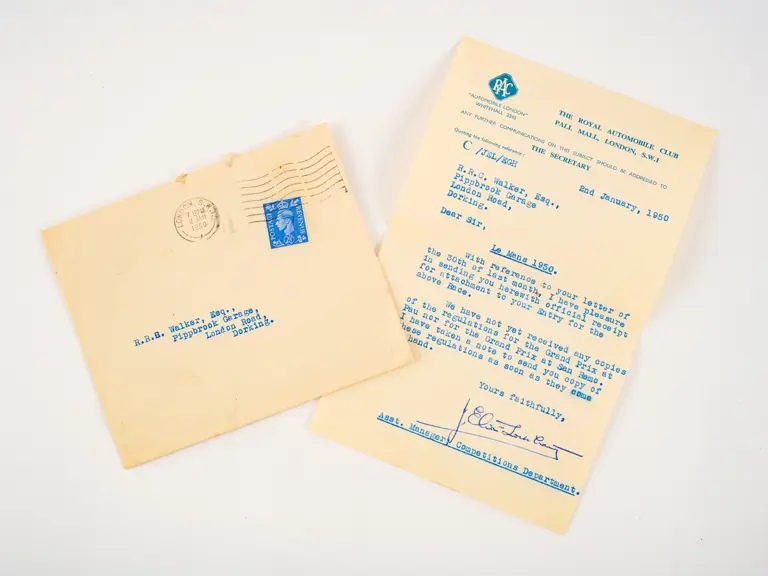 LONDON, S.W.
2 JAN
1950
POSTAGE
REVENUE
R.R.H. Walker, Esq.,
Pippbrook Garage,
London Road,
Dorking.
RAC
"AUTOMOBILE LONDON"
WHITEHALL 2345
THE ROYAL AUTOMOBILE CLUB
PALL MALL, LONDON, S.W.1
ANY FURTHER COMMUNICATIONS ON THIS SUBJECT SHOULD BE ADDRESSED TO
THE SECRETARY
Quoting the following reference:
C /JEL/EGH
2nd January, 1950
R.R.C. Walker, Esq.,
Pippbrook Garage
London Road,
Dorking.
Dear Sir,
Le Mans 1950.
With reference to your letter of
the 30th of last month, I have pleasure
in sending you herewith official receipt
for attachment to your Entry for the
above Race.
We have not yet received any copies
of the regulations for the Grand Prix at
Pau nor for the Grand Prix at San Remo.
I have taken a note to send you copy of
these regulations as soon as they come
hand.
Yours faithfully,
Asst. Manager, Competitions Department.